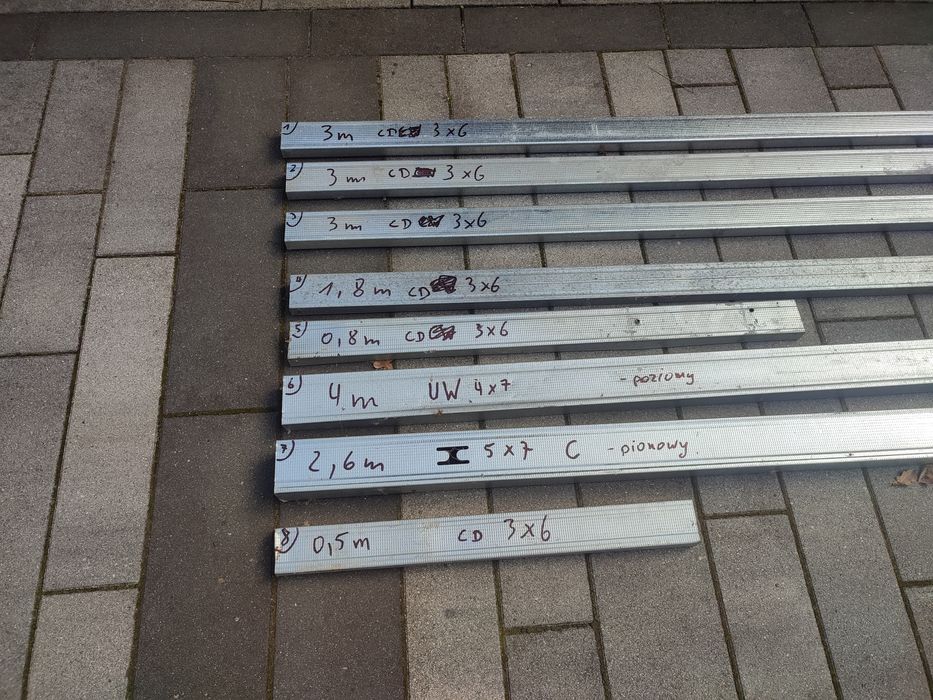 1) 3m CD 3x6
2) 3m CD 3x6
3) 3m CD 3x6
4) 1,8m CD 3x6
5) 0,8m CD 3x6
6) 4m UW 4x7 - poziomy
7) 2,6m 5x7 C - pionowy
8) 0,5m CD 3x6